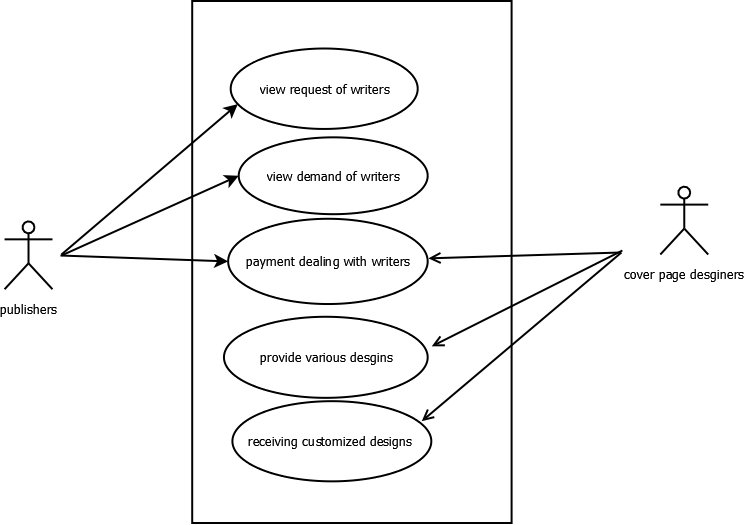 view request of writers
view demand of writers
payment dealing with writers
cover page desginers
publishers
provide various desgins
receiving customized designs